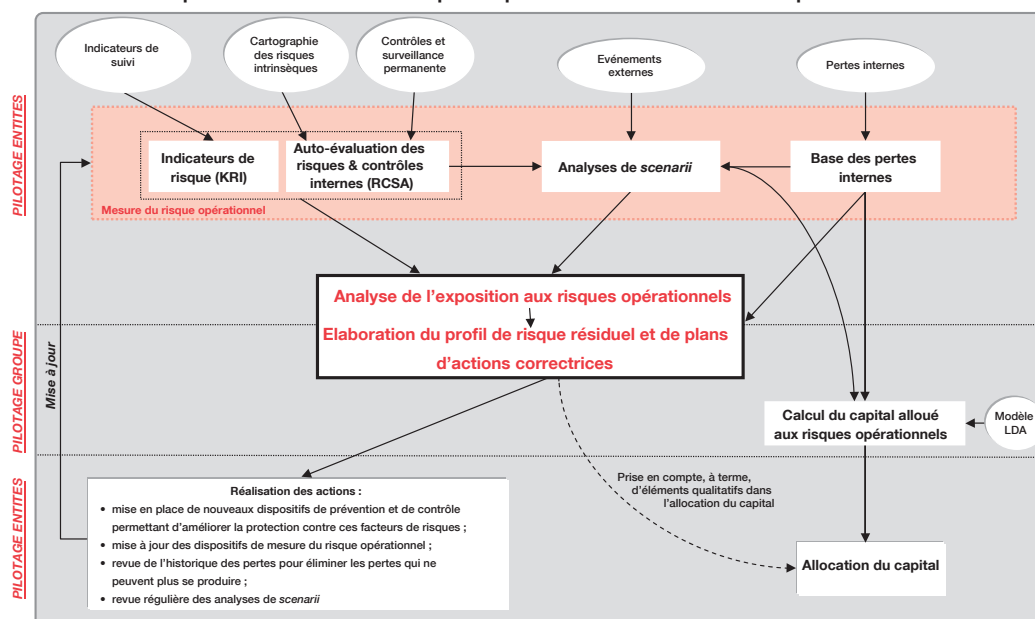 Indicateurs de
suivi
Cartographie
des risques
intrinsèques
Contrôles et
surveillance
permanente
Evénements
externes
Pertes internes
PILOTAGE ENTITES
Indicateurs de
risque (KRI)
Auto-évaluation des
risques & contrôles
internes (RCSA)
Analyses de scenarii
Base des pertes
internes
Mesure du risque opérationnel
Analyse de l'exposition aux risques opérationnels
Elaboration du profil de risque résiduel et de plans
d'actions correctrices
PILOTAGE GROUPE
Mise à jour
Calcul du capital alloué
aux risques opérationnels
Modèle
LDA
PILOTAGE ENTITES
Réalisation des actions :
• mise en place de nouveaux dispositifs de prévention et de contrôle
permettant d'améliorer la protection contre ces facteurs de risques ;
• mise à jour des dispositifs de mesure du risque opérationnel ;
• revue de l'historique des pertes pour éliminer les pertes qui ne
peuvent plus se produire ;
• revue régulière des analyses de scenarii
Prise en compte, à terme,
d'éléments qualitatifs dans
l'allocation du capital
Allocation du capital